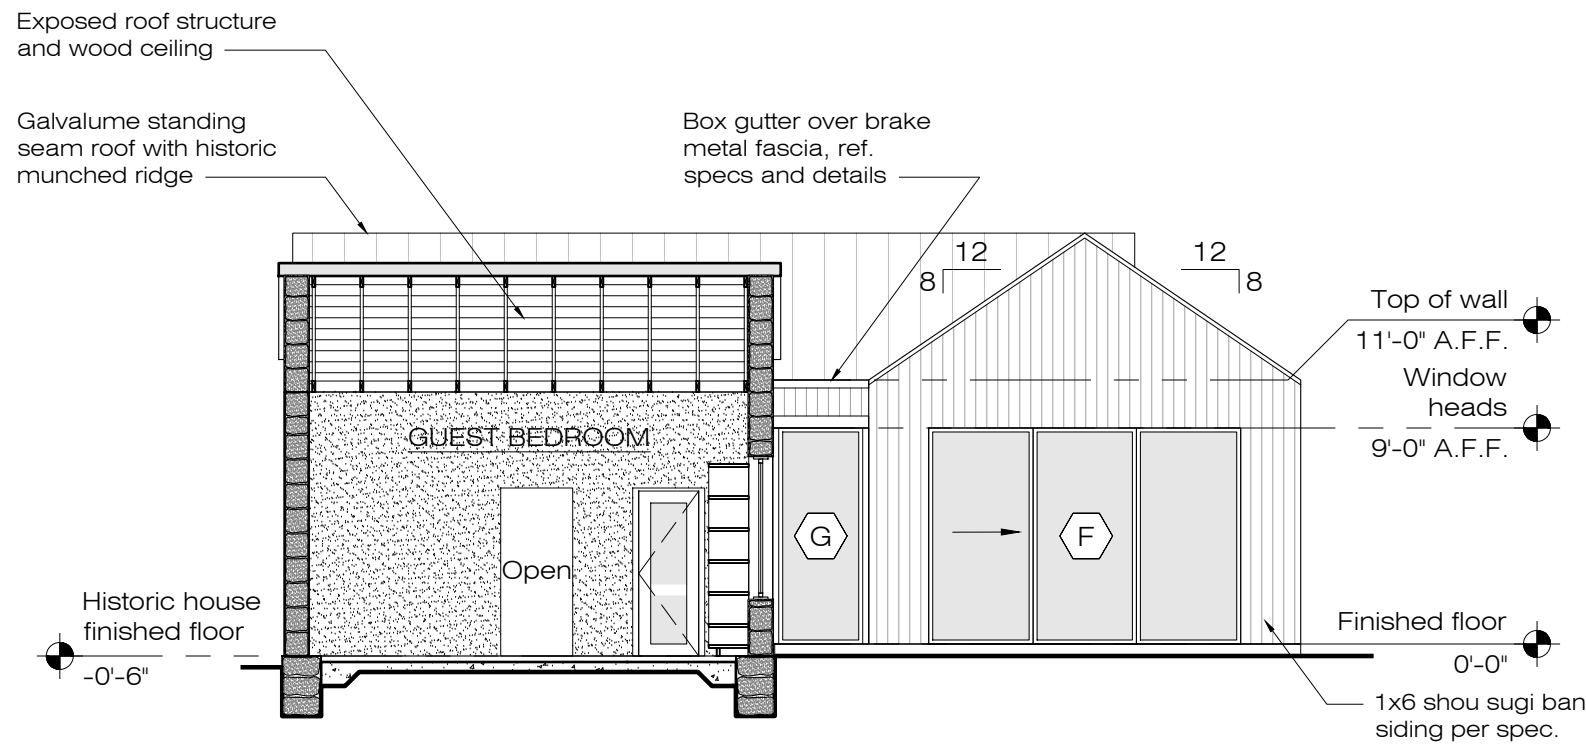 Exposed roof structure
and wood ceiling
Galvalume standing
seam roof with historic
munched ridge
Box gutter over brake
metal fascia, ref.
specs and details
12
8
12
8
Top of wall
11'-0" A.F.F.
Window
heads
9'-0" A.F.F.
GUEST BEDROOM
Open
G
F
Historic house
finished floor
-0'-6"
Finished floor
0'-0"
1x6 shou sugi ban
siding per spec.